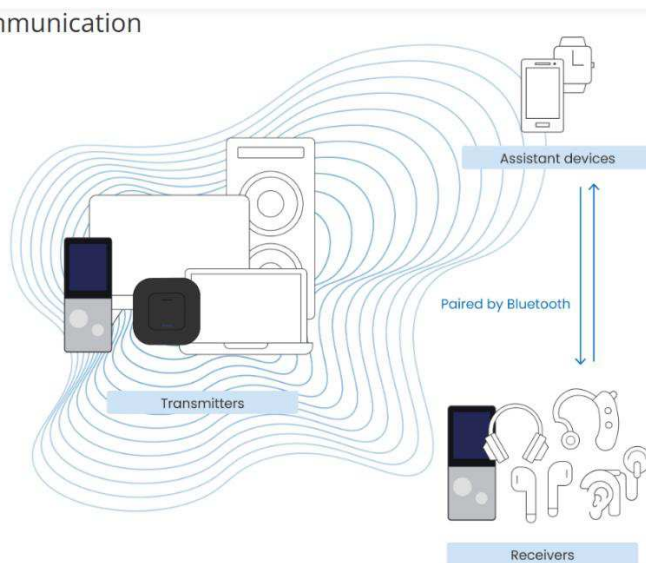 mmunication
Assistant devices
Paired by Bluetooth
Transmitters
Receivers